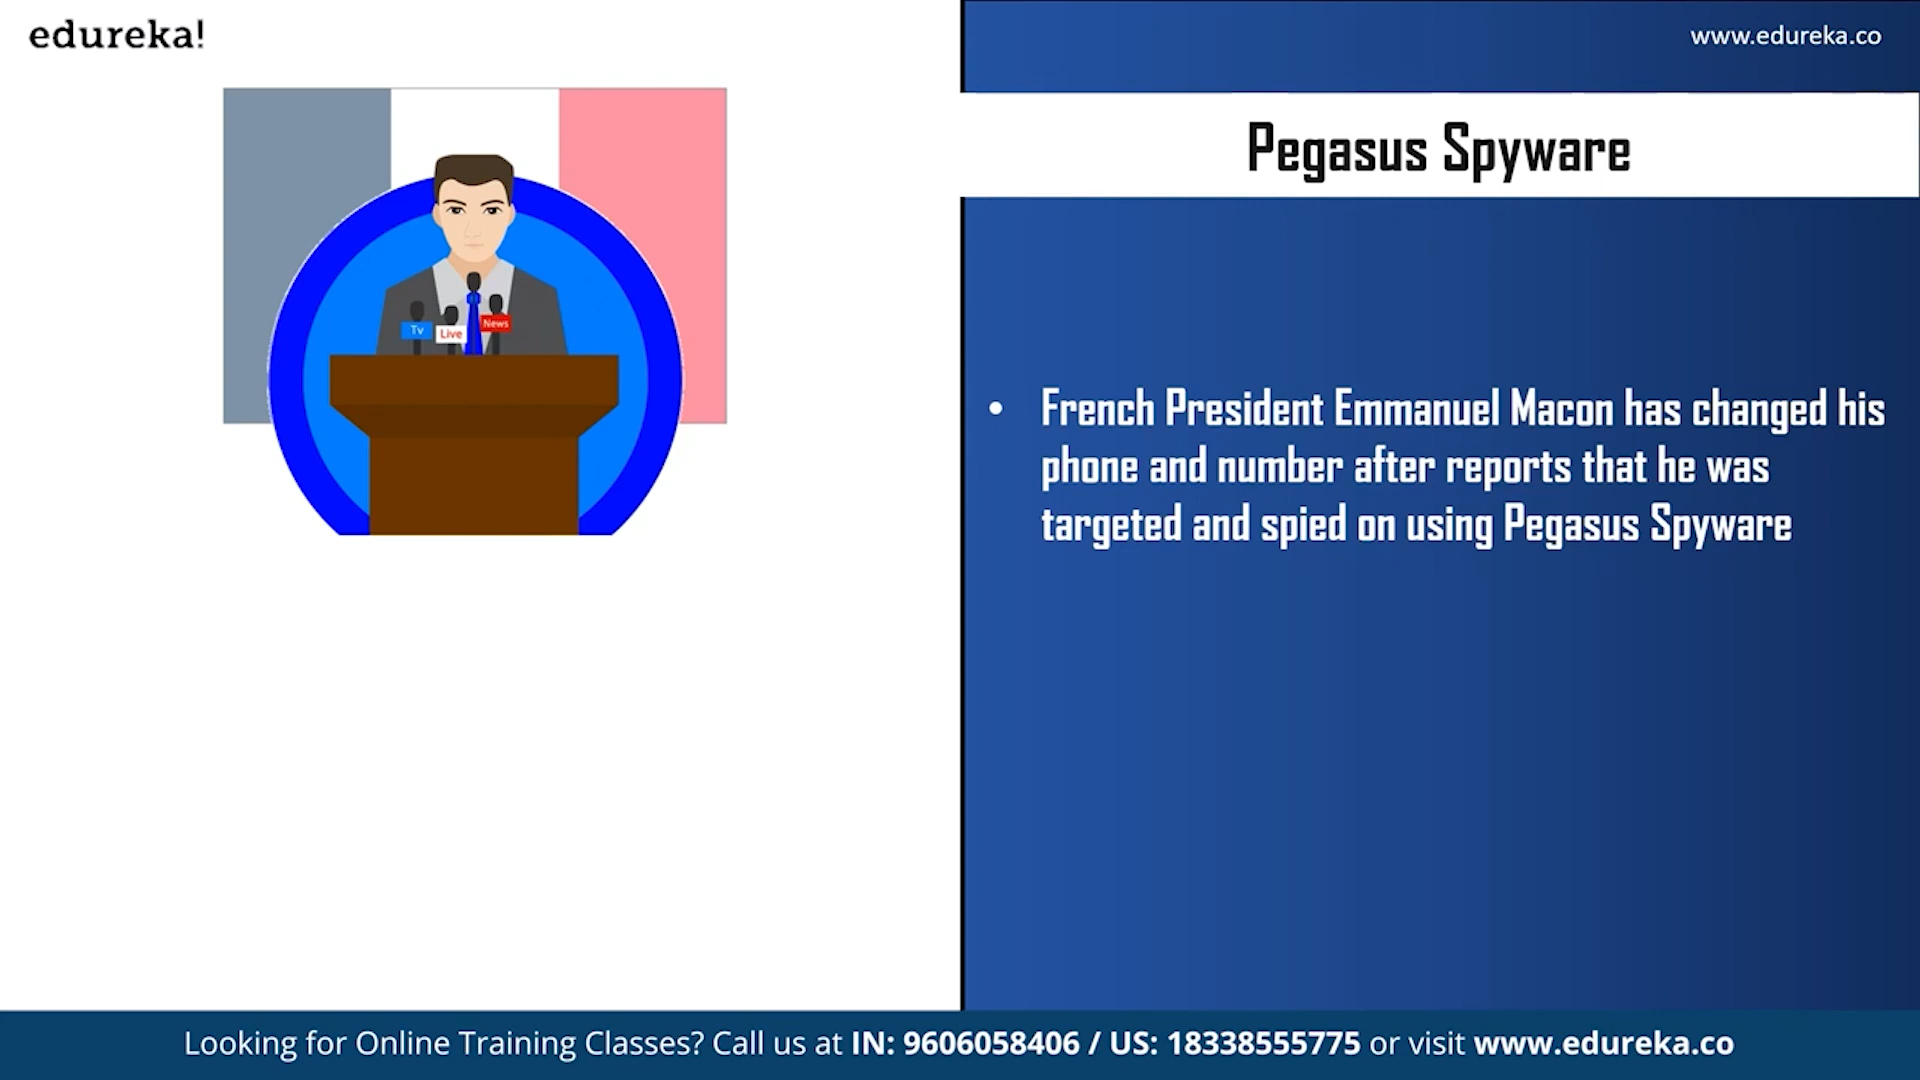 edureka!
www.edureka.co
Pegasus Spyware
Tv
Live
News
• French President Emmanuel Macon has changed his
phone and number after reports that he was
targeted and spied on using Pegasus Spyware
Looking for Online Training Classes? Call us at IN: 9606058406 / US: 18338555775 or visit www.edureka.co